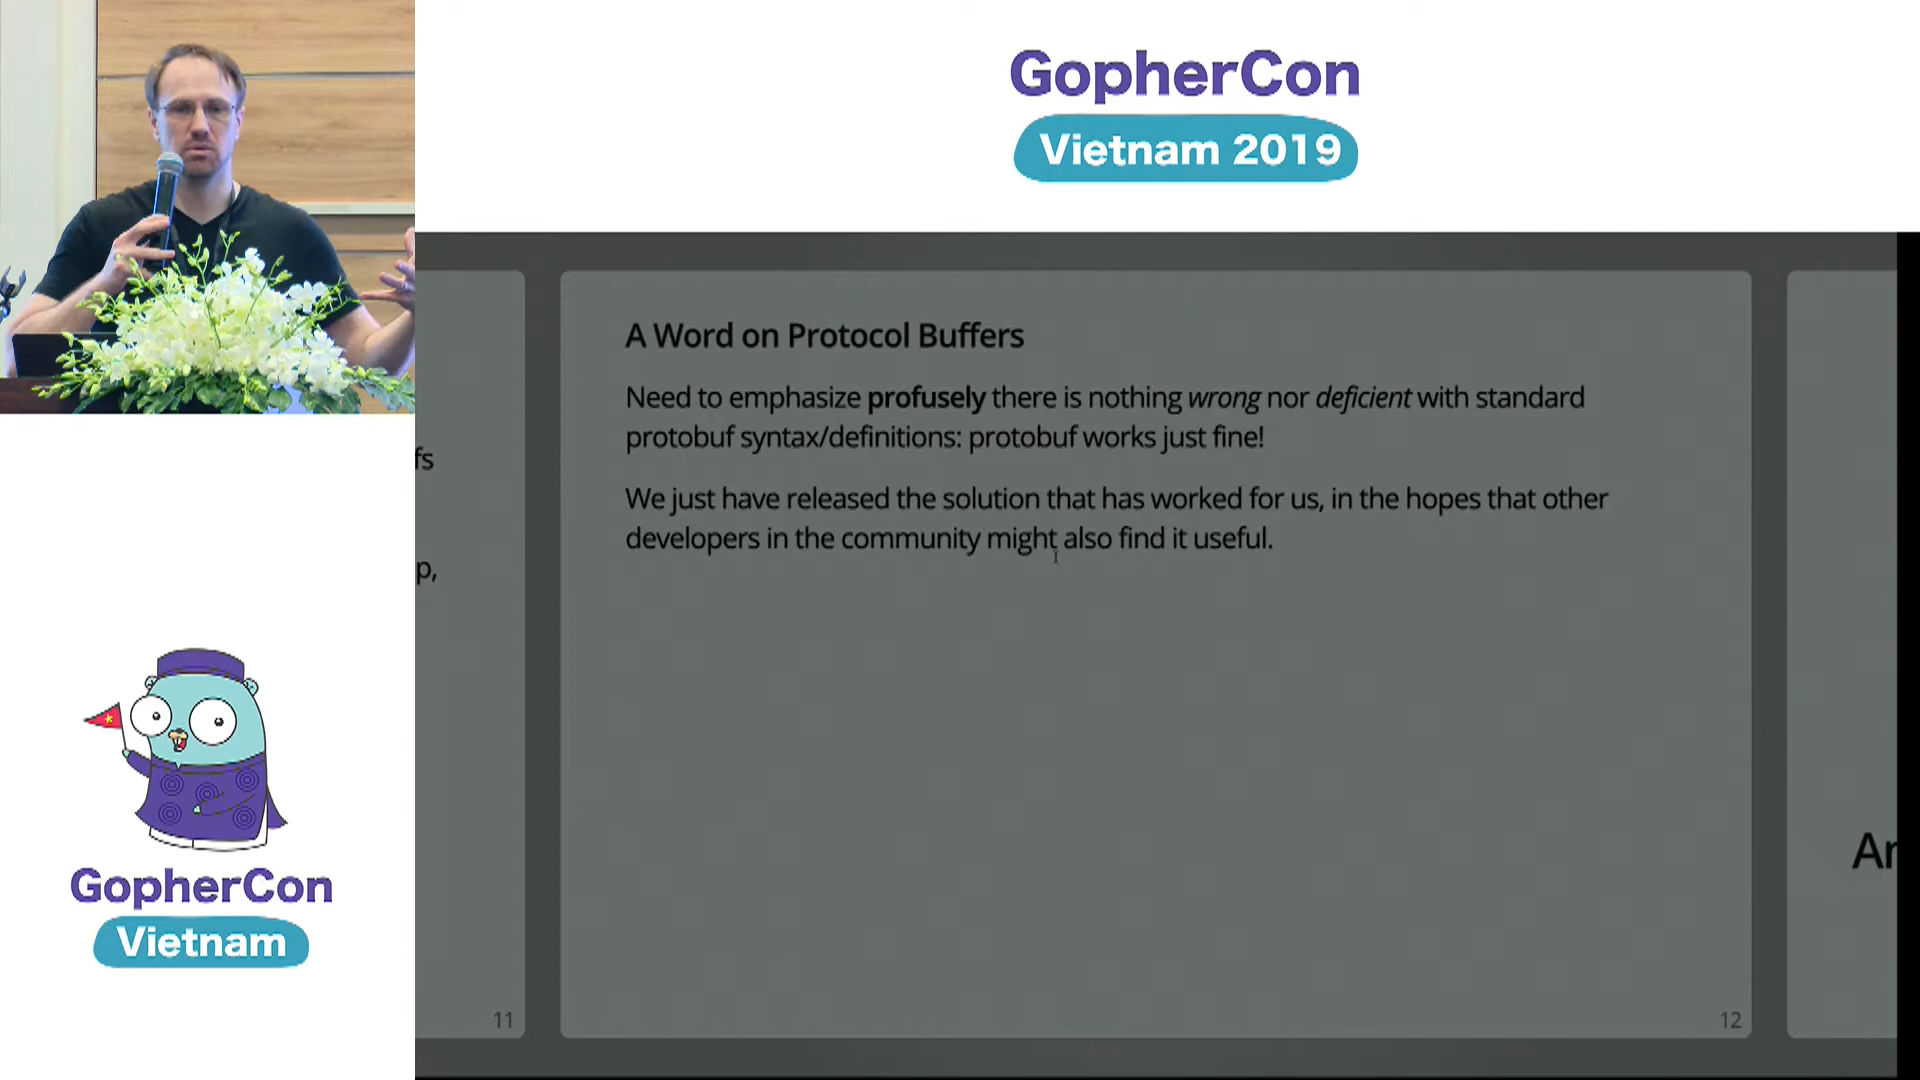 GopherCon
Vietnam 2019
fs
p,
11
A Word on Protocol Buffers
Need to emphasize profusely there is nothing wrong nor deficient with standard
protobuf syntax/definitions: protobuf works just fine!
We just have released the solution that has worked for us, in the hopes that other
developers in the community might also find it useful.
12
Ar
GopherCon
Vietnam